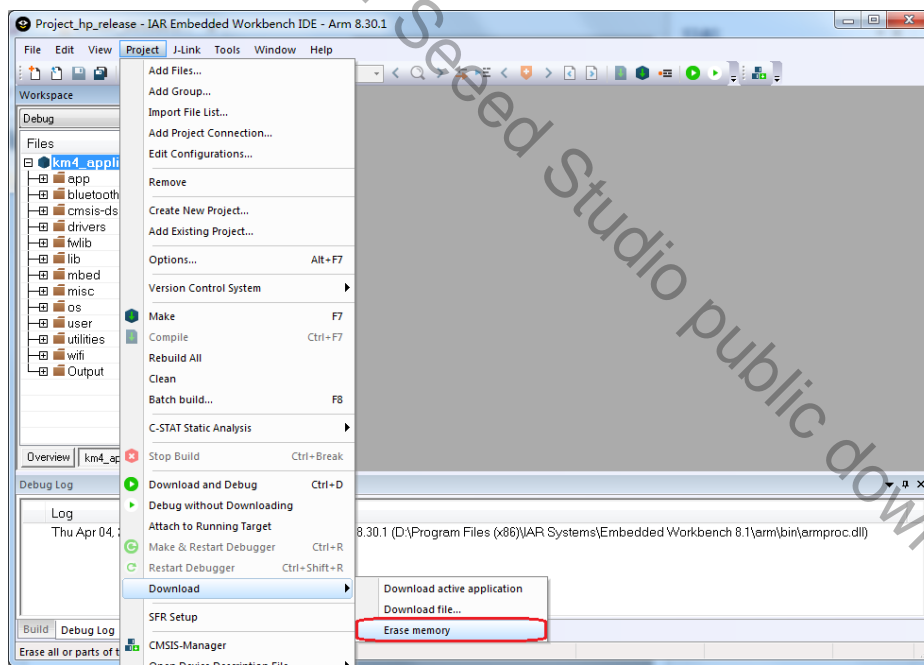 Project_hp_release - IAR Embedded Workbench IDE - Arm 8.30.1
File Edit View Project J-Link Tools Window Help
Workspace
Debug
Files
km4_appli
app
bluetooth
cmsis-ds
drivers
fwlib
lib
mbed
misc
os
user
utilities
wifi
Output
Overview km4_ap
Add Files...
Add Group...
Import File List...
Add Project Connection...
Edit Configurations...
Remove
Create New Project...
Add Existing Project...
Options... Alt+F7
Version Control System
Make F7
Compile Ctrl+F7
Rebuild All
Clean
Batch build... F8
C-STAT Static Analysis
Stop Build Ctrl+Break
Download and Debug Ctrl+D
Debug without Downloading
Attach to Running Target
Make & Restart Debugger Ctrl+R
Restart Debugger Ctrl+Shift+R
Download
SFR Setup
CMSIS-Manager
Open Device Description File
Download active application
Download file...
Erase memory
Debug Log
Log
Thu Apr 04, 8.30.1 (D:\Program Files (x86)\IAR Systems\Embedded Workbench 8.1\arm\bin\armproc.dll)
Build Debug Log
Erase all or parts of t
Seeed Studio public down